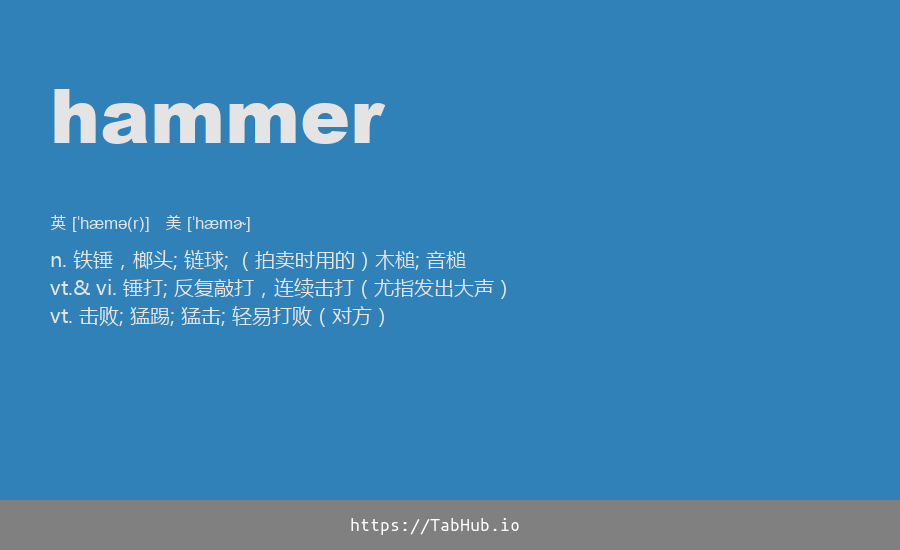 hammer
英 [ˈhæmə(r)] 美 [ˈhæmɚ]
n. 铁锤，榔头; 链球; （拍卖时用的）木槌; 音槌
vt.& vi. 锤打; 反复敲打，连续击打（尤指发出大声）
vt. 击败; 猛踢; 猛击; 轻易打败（对方）
https://TabHub.io